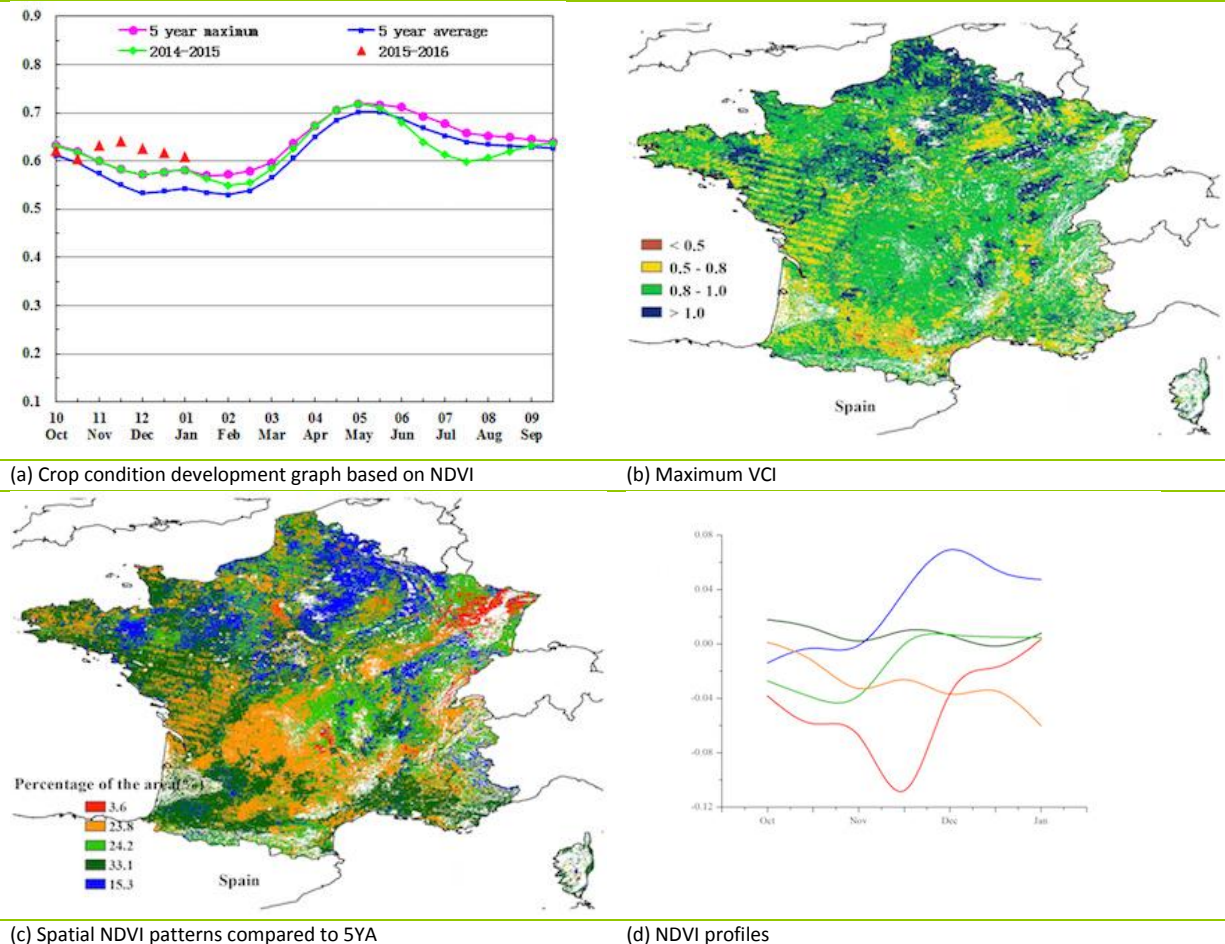 0.9
5 year maximum
5 year average
2014-2015
2015-2016
0.8
0.7
0.6
0.5
0.4
0.3
0.2
0.1
10 11 12 01 02 03 04 05 06 07 08 09
Oct Nov Dec Jan Feb Mar Apr May Jun Jul Aug Sep
< 0.5
0.5 - 0.8
0.8 - 1.0
> 1.0
Spain
(a) Crop condition development graph based on NDVI
(b) Maximum VCI
Percentage of the area(%)
3.6
23.8
24.2
33.1
15.3
Spain
0.08
0.04
0.00
-0.04
-0.08
-0.12
Oct Nov Dec Jan
(c) Spatial NDVI patterns compared to 5YA
(d) NDVI profiles